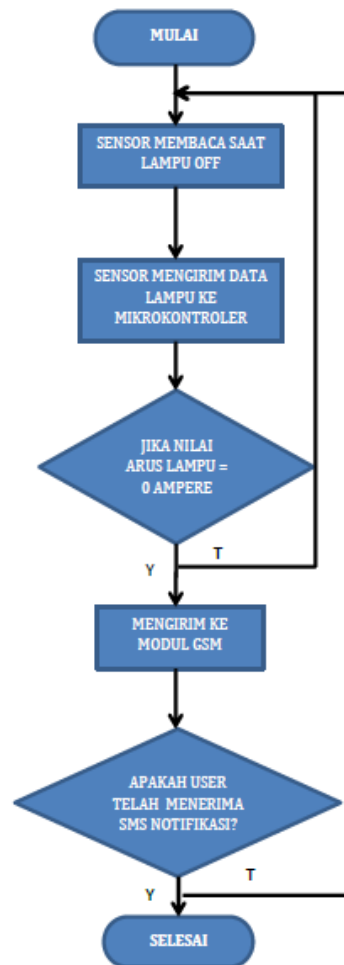 MULAI
SENSOR MEMBACA SAAT
LAMPU OFF
SENSOR MENGIRIM DATA
LAMPU KE
MIKROKONTROLER
JIKA NILAI
ARUS LAMPU =
0 AMPERE
T
Y
MENGIRIM KE
MODUL GSM
APAKAH USER
TELAH MENERIMA
SMS NOTIFIKASI?
T
Y
SELESAI